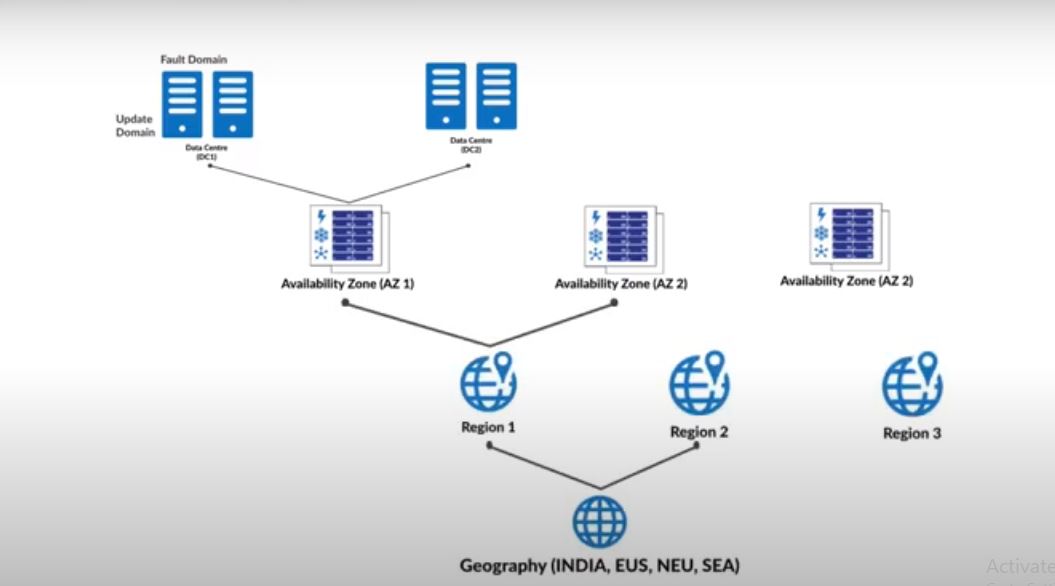 Fault Domain
Update
Domain
Data Centre
(DC1)
Data Centre
(DC2)
Availability Zone (AZ 1)
Availability Zone (AZ 2)
Availability Zone (AZ 2)
Region 1
Region 2
Region 3
Geography (INDIA, EUS, NEU, SEA)
Activate